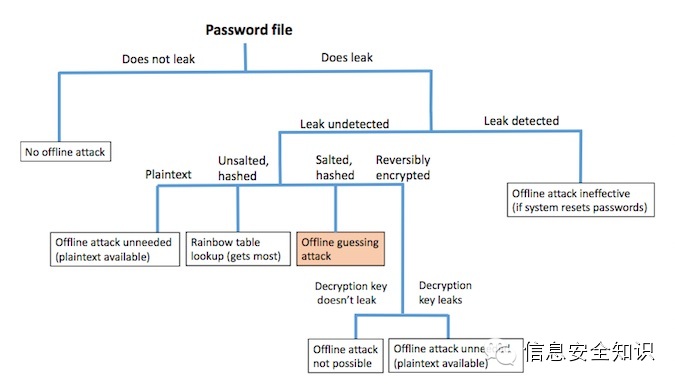 Password file
Does not leak
Does leak
Leak undetected
Leak detected
No offline attack
Plaintext
Unsalted,
hashed
Salted,
hashed
Reversibly
encrypted
Offline attack ineffective
(if system resets passwords)
Offline attack unneeded
(plaintext available)
Rainbow table
lookup (gets most)
Offline guessing
attack
Decryption key
doesn't leak
Decryption
key leaks
Offline attack
not possible
Offline attack
(plaintext available)
信息安全知识